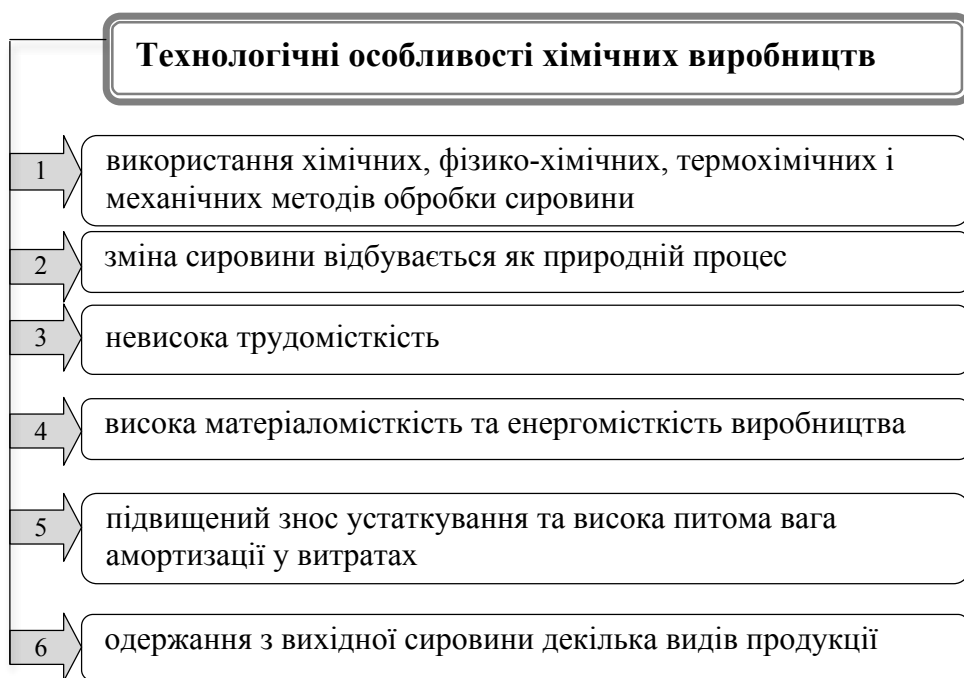 Технологічні особливості хімічних виробництв
1
використання хімічних, фізико-хімічних, термохімічних і
механічних методів обробки сировини
2
зміна сировини відбувається як природній процес
3
невисока трудомісткість
4
висока матеріаломісткість та енергомісткість виробництва
5
підвищений знос устаткування та висока питома вага
амортизації у витратах
6
одержання з вихідної сировини декілька видів продукції